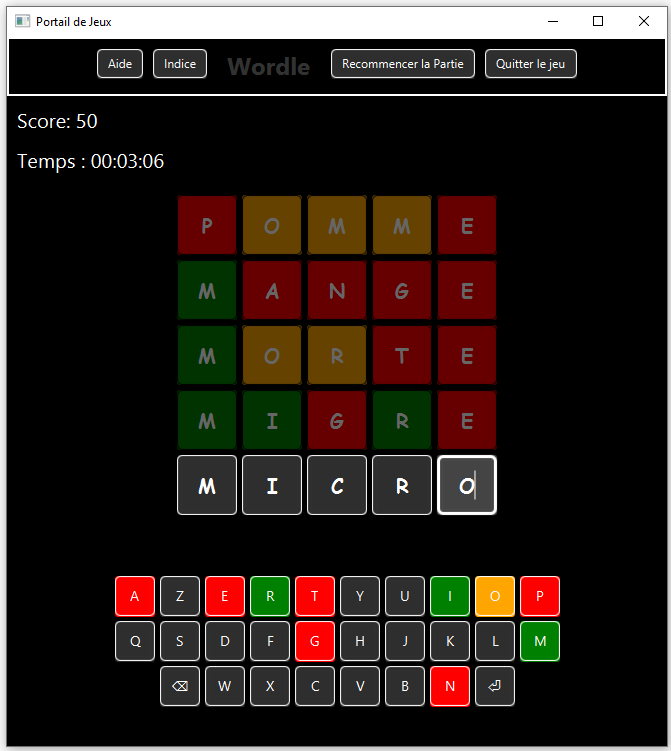 Portail de Jeux
Aide Indice Wordle Recommencer la Partie Quitter le jeu
Score: 50
Temps : 00:03:06
P O M M E
M A N G E
M O R T E
M I G R E
M I C R O
A Z E R T Y U I O P
Q S D F G H J K L M
⌫ W X C V B N ⏎